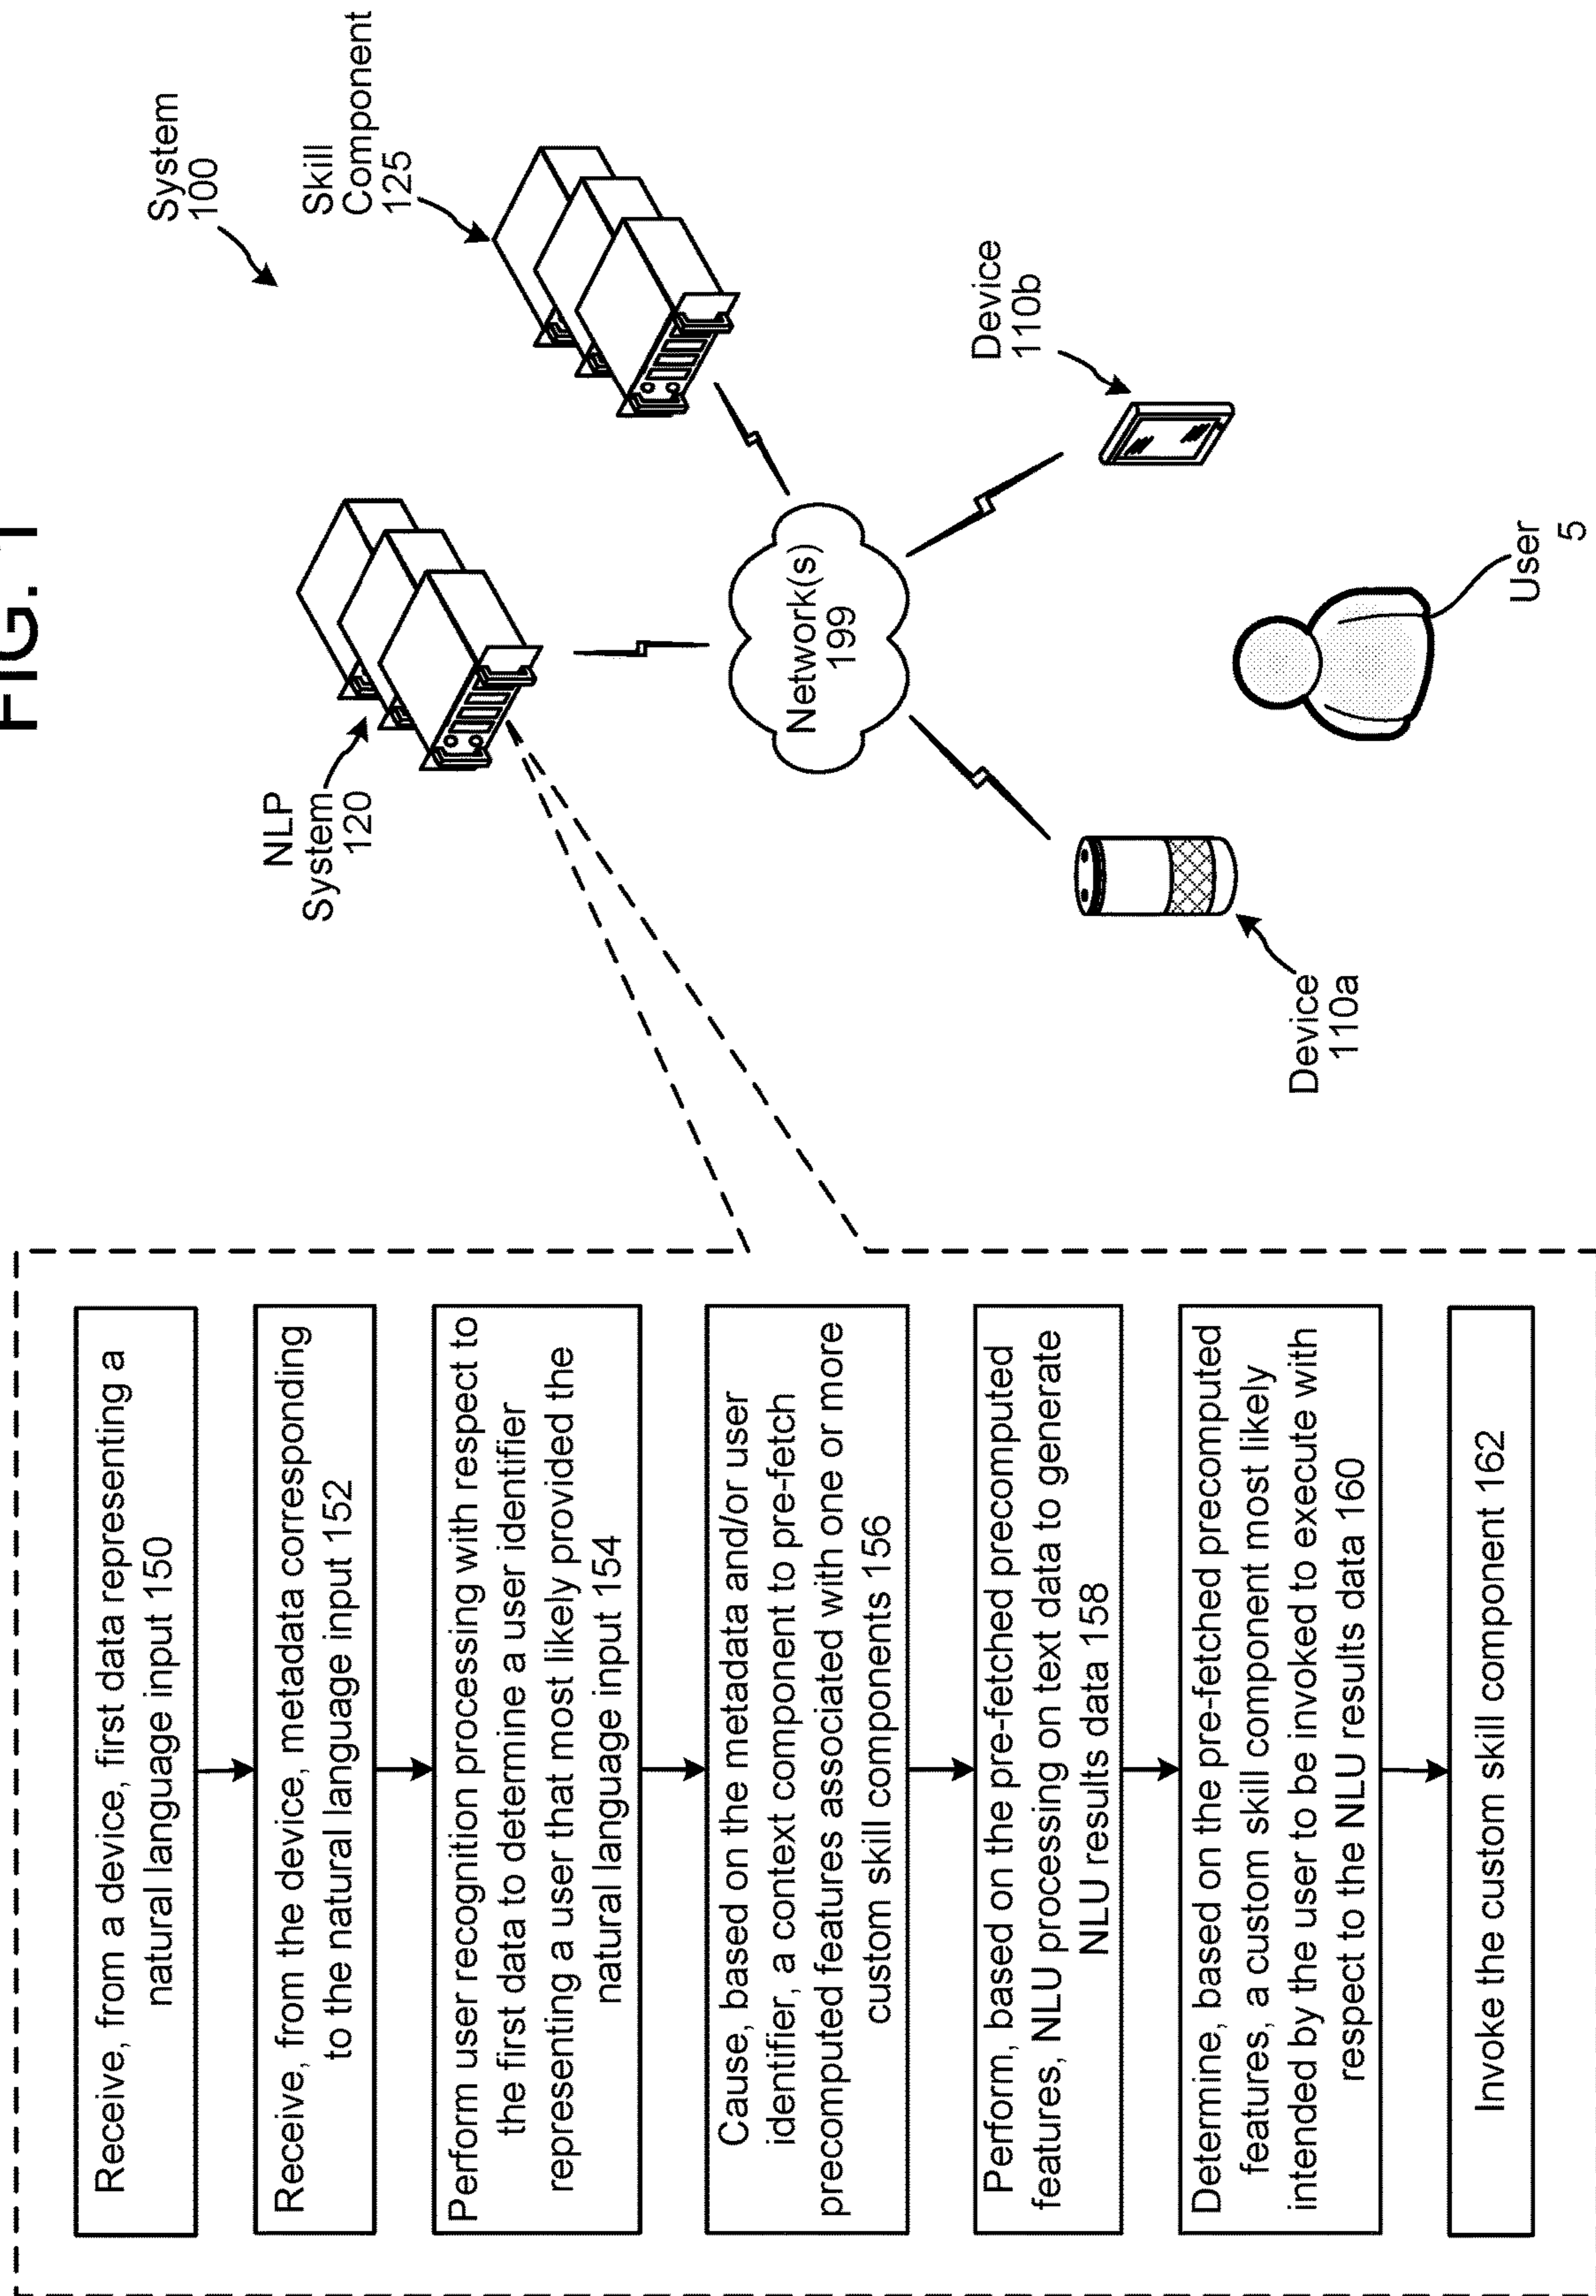 FIG. 1
System
100
NLP
System
120
Skill
Component
125
Network(s)
199
Device
110a
Device
110b
User
5
Receive, from a device, first data representing a
natural language input 150
Receive, from the device, metadata corresponding
to the natural language input 152
Perform user recognition processing with respect to
the first data to determine a user identifier
representing a user that most likely provided the
natural language input 154
Cause, based on the metadata and/or user
identifier, a context component to pre-fetch
precomputed features associated with one or more
custom skill components 156
Perform, based on the pre-fetched precomputed
features, NLU processing on text data to generate
NLU results data 158
Determine, based on the pre-fetched precomputed
features, a custom skill component most likely
intended by the user to be invoked to execute with
respect to the NLU results data 160
Invoke the custom skill component 162